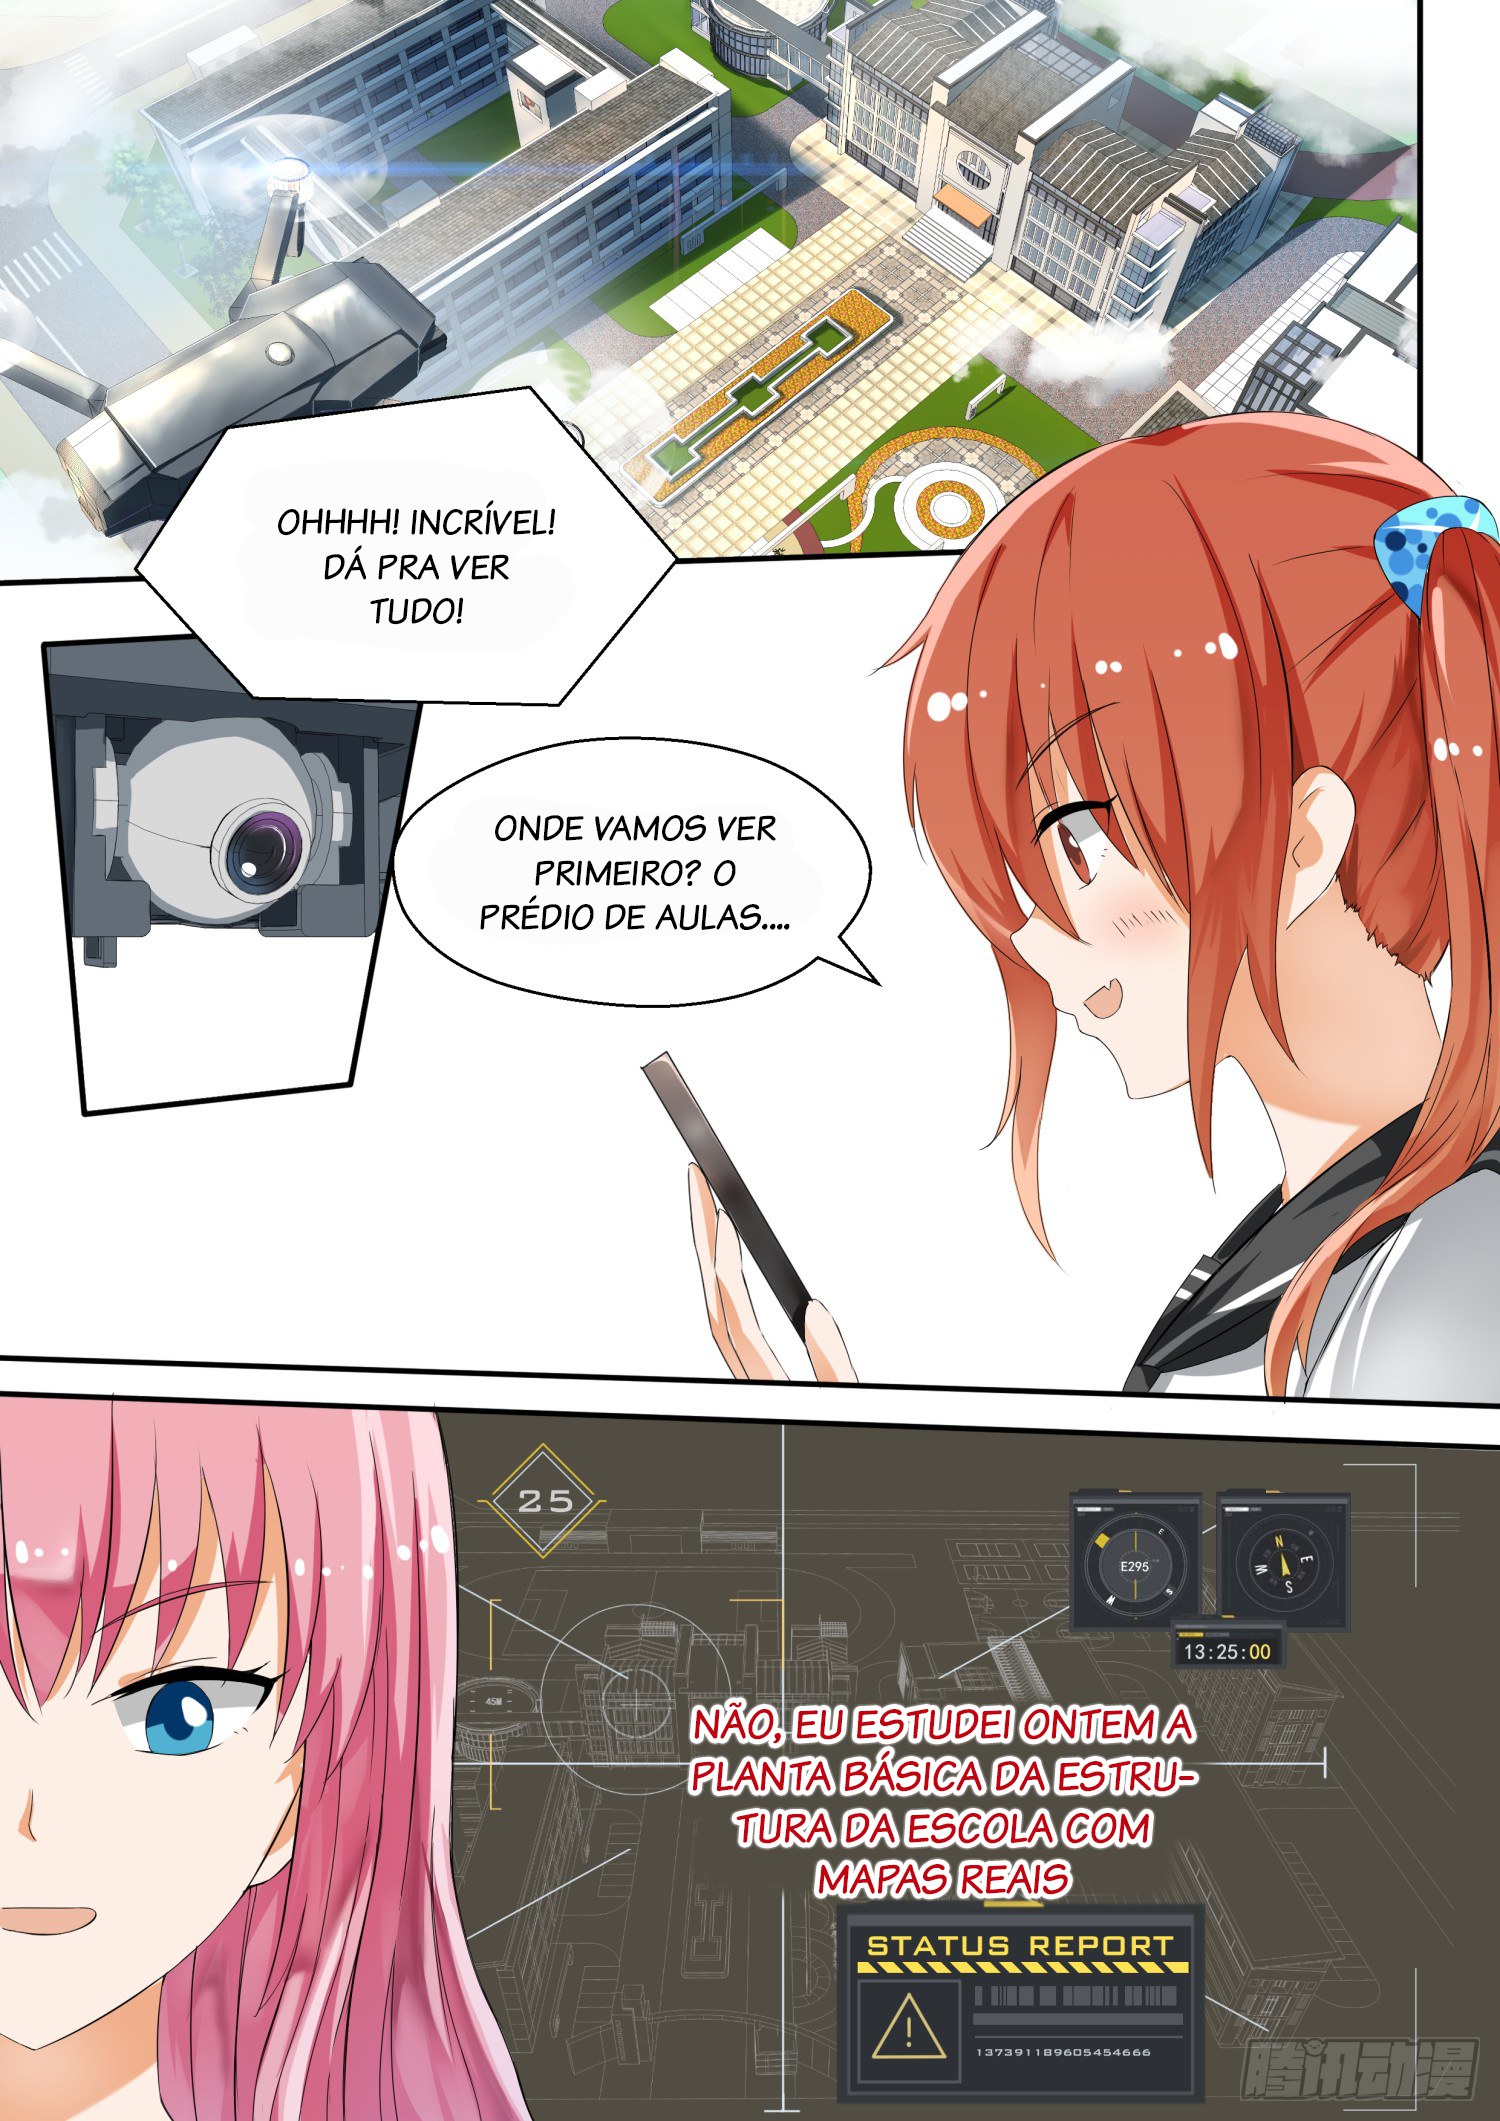 OHHHH! INCRÍVEL!
DÁ PRA VER
TUDO!
ONDE VAMOS VER
PRIMEIRO? O
PRÉDIO DE AULAS....
25
E
E295
M
S
N
E
M
S
13:25:00
45M
NÃO, EU ESTUDEI ONTEM A
PLANTA BÁSICA DA ESTRU-
TURA DA ESCOLA COM
MAPAS REAIS
STATUS REPORT
1373911189605454666
腾讯动漫